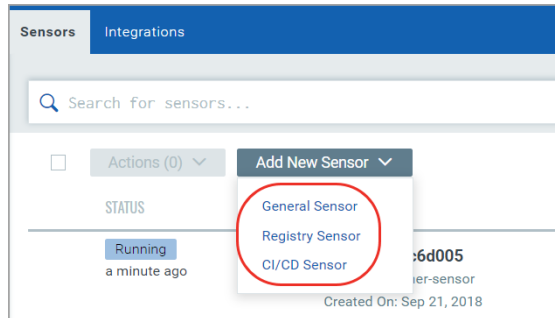 Sensors Integrations
Search for sensors...
Actions (0) Add New Sensor
STATUS
General Sensor
Registry Sensor
CI/CD Sensor
Running
a minute ago
c6d005
er-sensor
Created On: Sep 21, 2018